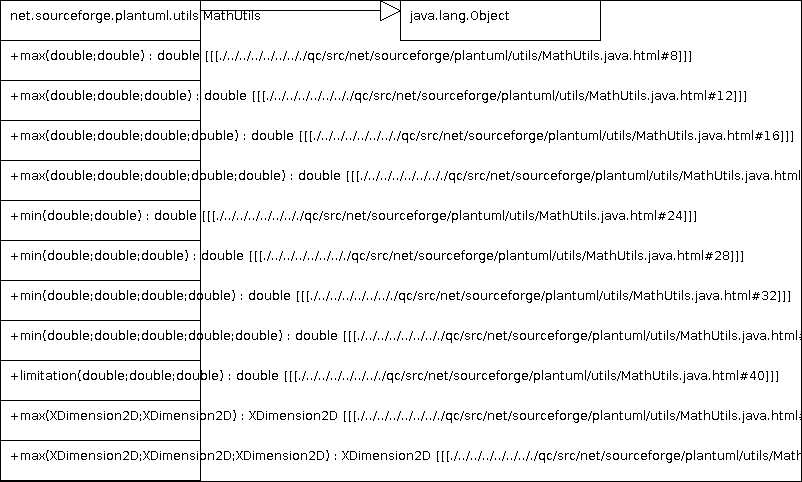 net.sourceforge.plantuml.utils MathUtils
java.lang.Object
+max(double;double) : double [[[./../../../../../../qc/src/net/sourceforge/plantuml/utils/MathUtils.java.html#8]]]
+max(double;double;double) : double [[[./../../../../../../qc/src/net/sourceforge/plantuml/utils/MathUtils.java.html#12]]]
+max(double;double;double;double) : double [[[./../../../../../../qc/src/net/sourceforge/plantuml/utils/MathUtils.java.html#16]]]
+max(double;double;double;double;double) : double [[[./../../../../../../qc/src/net/sourceforge/plantuml/utils/MathUtils.java.html
+min(double;double) : double [[[./../../../../../../qc/src/net/sourceforge/plantuml/utils/MathUtils.java.html#24]]]
+min(double;double;double) : double [[[./../../../../../../qc/src/net/sourceforge/plantuml/utils/MathUtils.java.html#28]]]
+min(double;double;double;double) : double [[[./../../../../../../qc/src/net/sourceforge/plantuml/utils/MathUtils.java.html#32]]]
+min(double;double;double;double;double) : double [[[./../../../../../../qc/src/net/sourceforge/plantuml/utils/MathUtils.java.html#
+limitation(double;double;double) : double [[[./../../../../../../qc/src/net/sourceforge/plantuml/utils/MathUtils.java.html#40]]]
+max(XDimension2D;XDimension2D) : XDimension2D [[[./../../../../../../qc/src/net/sourceforge/plantuml/utils/MathUtils.java.html#
+max(XDimension2D;XDimension2D;XDimension2D) : XDimension2D [[[./../../../../../../qc/src/net/sourceforge/plantuml/utils/Math